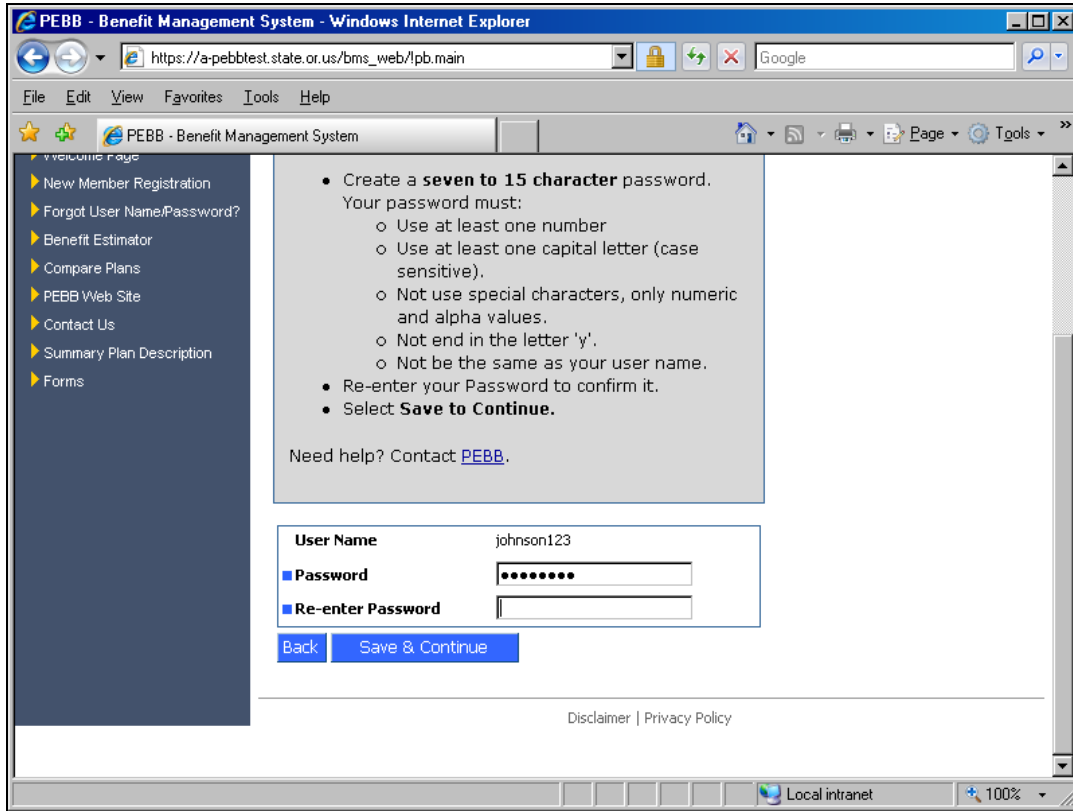 PEBB - Benefit Management System - Windows Internet Explorer
https://a-pebbtest.state.or.us/bms_web/!pb.main
Google
File Edit View Favorites Tools Help
PEBB - Benefit Management System
Page
Tools
Welcome Page
New Member Registration
Forgot User Name/Password?
Benefit Estimator
Compare Plans
PEBB Web Site
Contact Us
Summary Plan Description
Forms
• Create a seven to 15 character password.
Your password must:
o Use at least one number
o Use at least one capital letter (case
sensitive).
o Not use special characters, only numeric
and alpha values.
o Not end in the letter 'y'.
o Not be the same as your user name.
• Re-enter your Password to confirm it.
• Select Save to Continue.
Need help? Contact PEBB.
User Name johnson123
Password ••••••••
Re-enter Password
Back Save & Continue
Disclaimer | Privacy Policy
Local intranet 100%